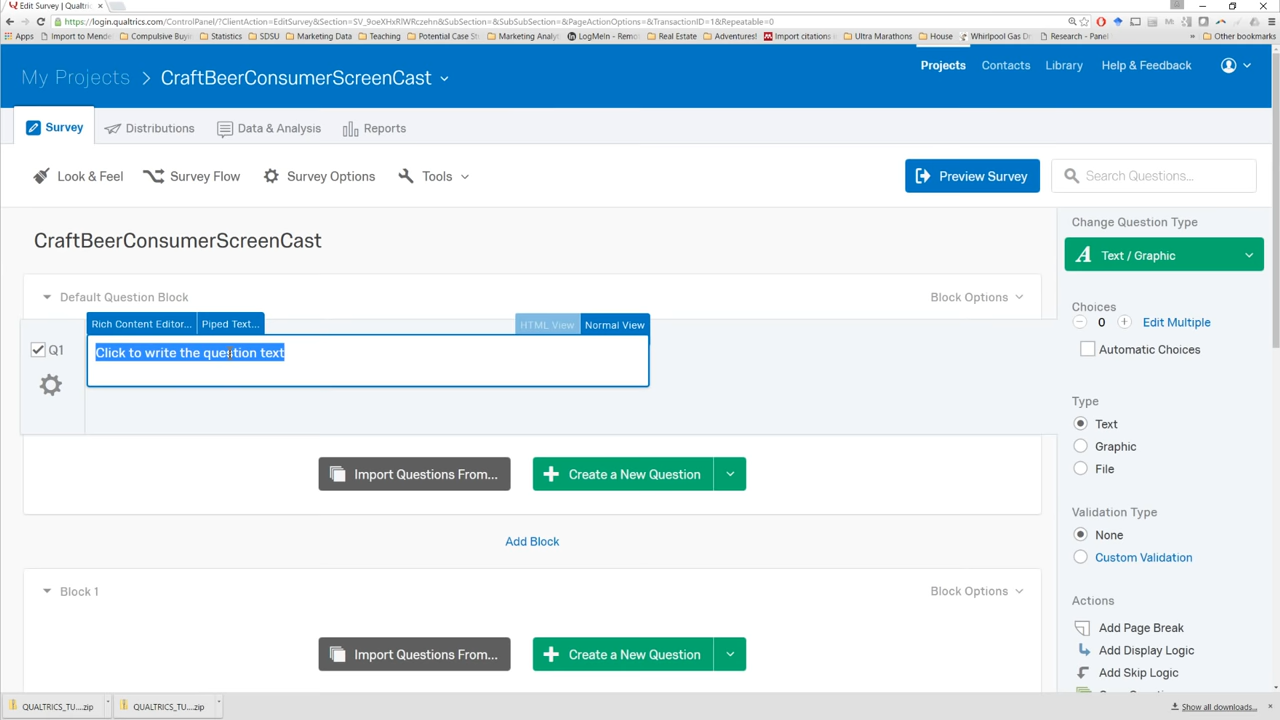 Edit Survey | Qualtric
https://login.qualtrics.com/ControlPanel/?ClientAction=EditSurvey&Section=SV_9oeXHxRlWRczehn&SubSection=&SubSubSection=&PageActionOptions=&TransactionID=1&Repeatable=0
Apps Import to Mende Compulsive Buyin Statistics SDSU Marketing Data Teaching Potential Case Stu Marketing Analy LogMeIn - Remo Real Estate Adventures! Import citations i Ultra Marathons House Whirlpool Gas D Research - Panel » Other bookmarks
My Projects > CraftBeerConsumerScreenCast
Projects Contacts Library Help & Feedback
Survey Distributions Data & Analysis Reports
Look & Feel Survey Flow Survey Options Tools Preview Survey Search Questions...
CraftBeerConsumerScreenCast
Default Question Block Block Options
Rich Content Editor... Piped Text... HTML View Normal View
Q1 Click to write the question text
Import Questions From... Create a New Question
Add Block
Block 1 Block Options
Import Questions From... Create a New Question
Change Question Type
Text / Graphic
Choices
0 Edit Multiple
Automatic Choices
Type
Text
Graphic
File
Validation Type
None
Custom Validation
Actions
Add Page Break
Add Display Logic
Add Skip Logic
QUALTRICS_TU....zip QUALTRICS_TU....zip Show all downloads...